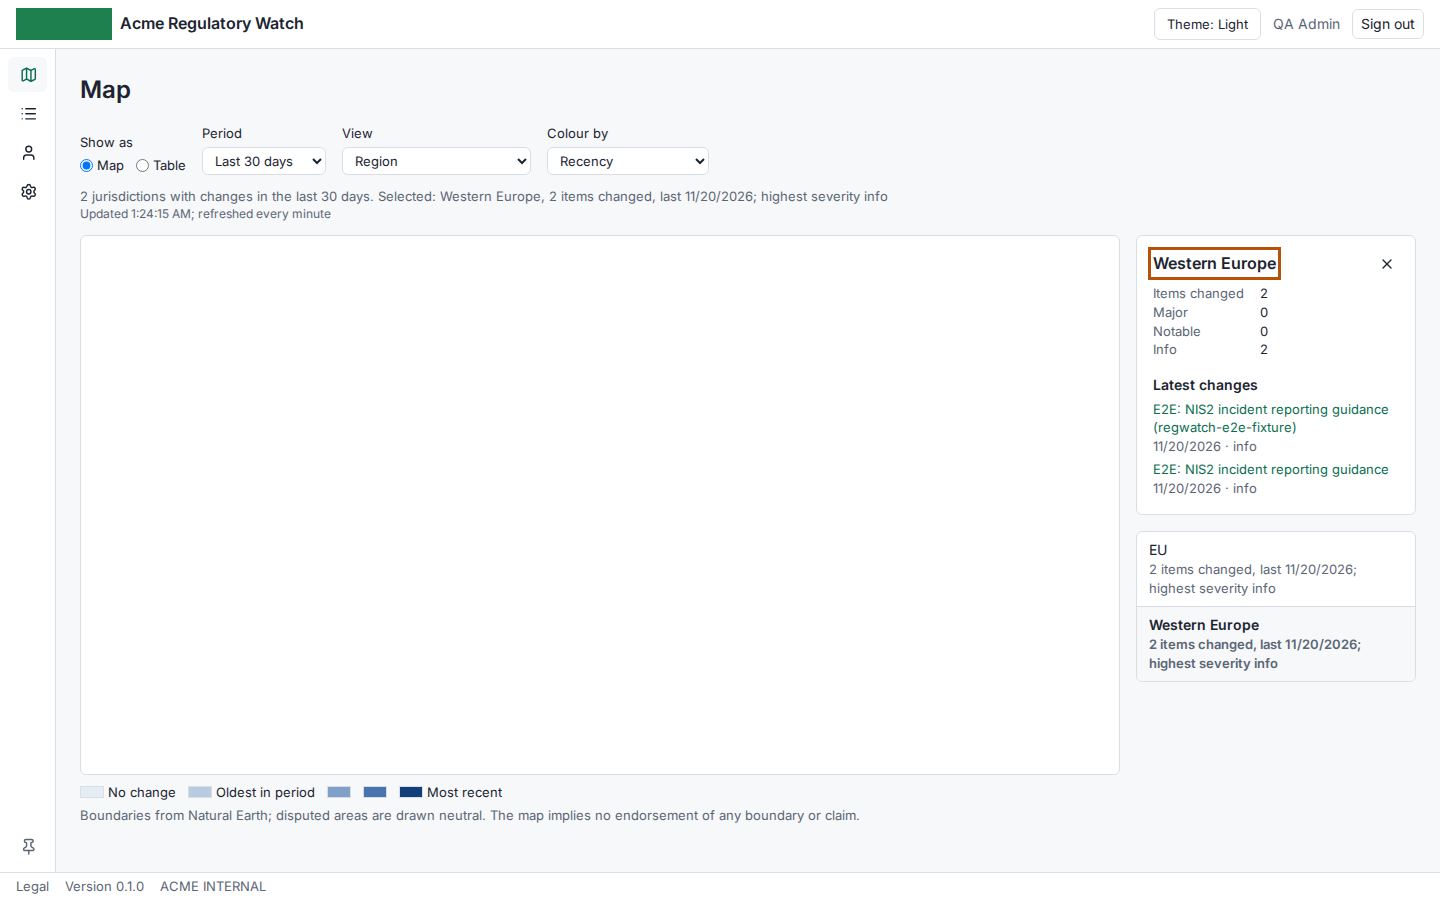 Acme Regulatory Watch
Theme: Light
QA Admin
Sign out
Map
Show as
Map
Table
Period
Last 30 days
View
Region
Colour by
Recency
2 jurisdictions with changes in the last 30 days. Selected: Western Europe, 2 items changed, last 11/20/2026; highest severity info
Updated 1:24:15 AM; refreshed every minute
Western Europe
Items changed 2
Major 0
Notable 0
Info 2
Latest changes
E2E: NIS2 incident reporting guidance
(regwatch-e2e-fixture)
11/20/2026 · info
E2E: NIS2 incident reporting guidance
11/20/2026 · info
EU
2 items changed, last 11/20/2026;
highest severity info
Western Europe
2 items changed, last 11/20/2026;
highest severity info
No change
Oldest in period
Most recent
Boundaries from Natural Earth; disputed areas are drawn neutral. The map implies no endorsement of any boundary or claim.
Legal
Version 0.1.0
ACME INTERNAL